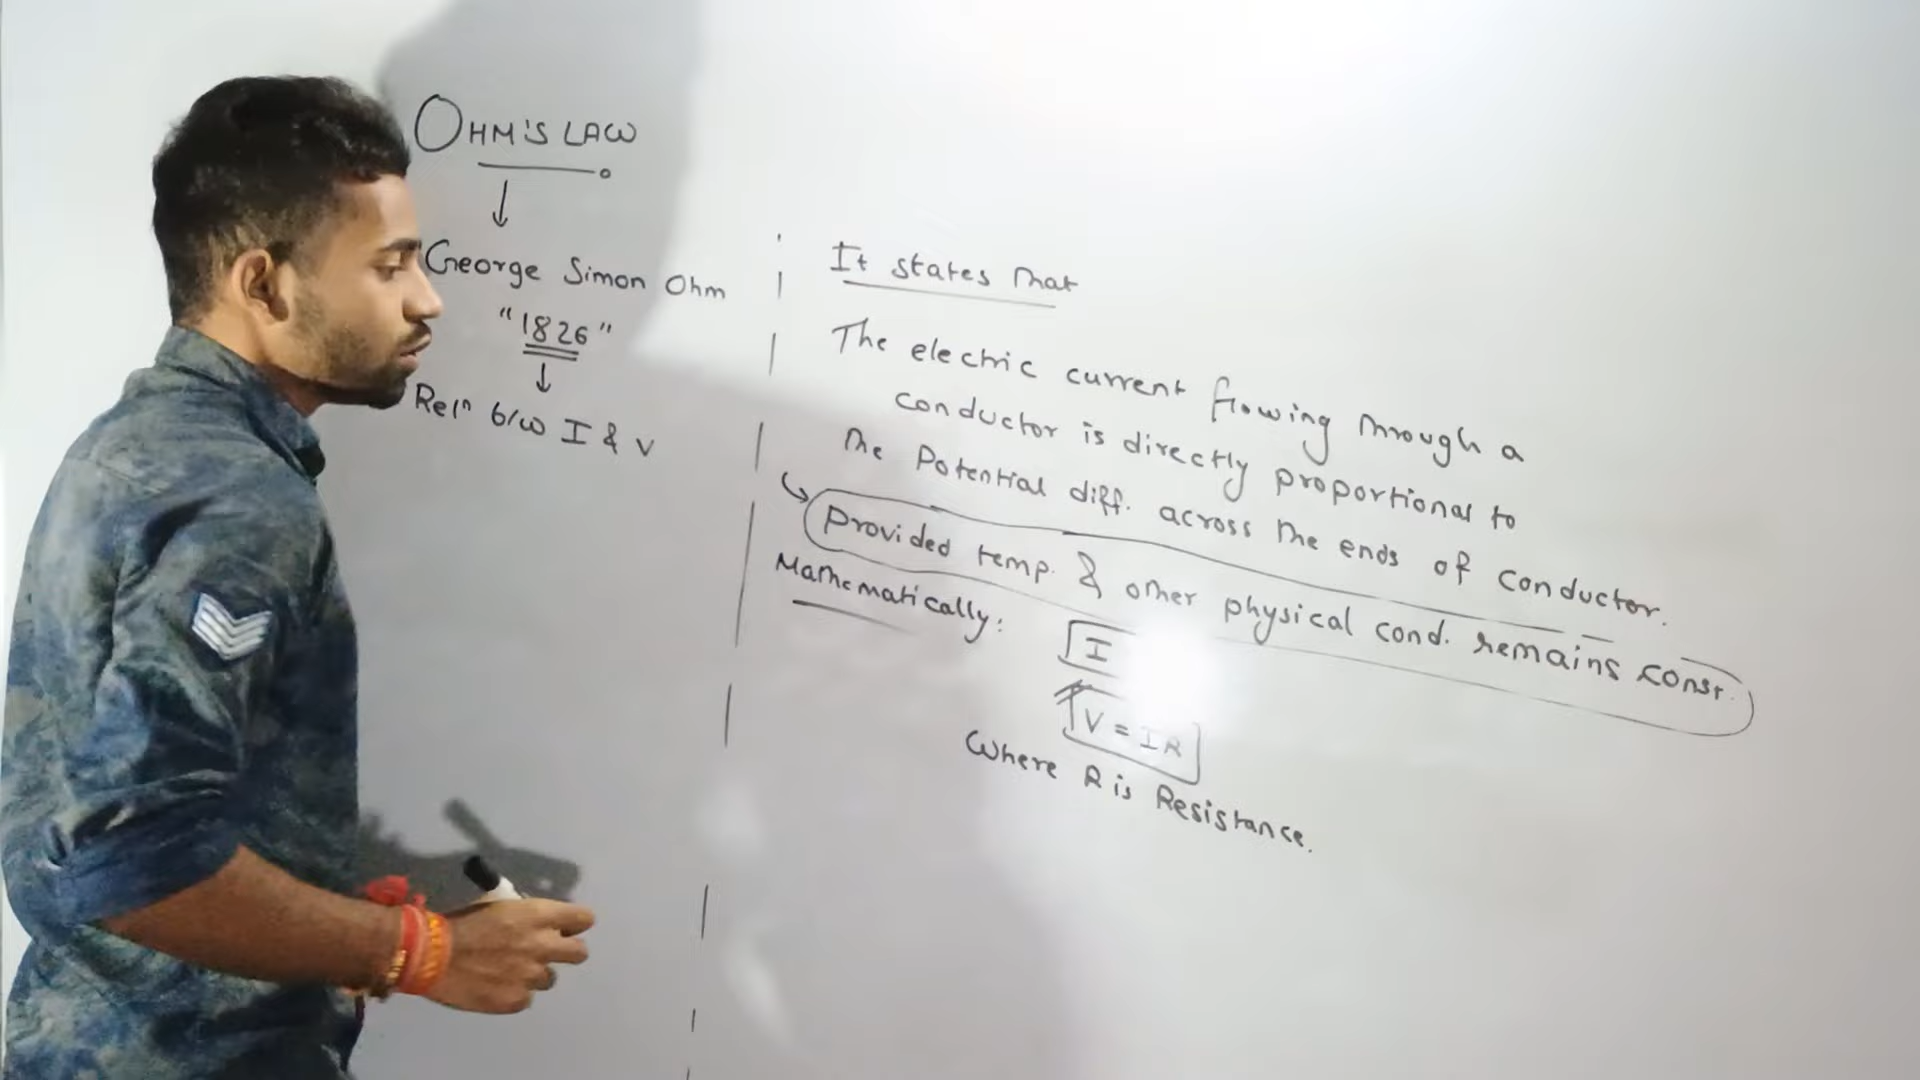 OHM'S LAW
George Simon Ohm
"1826"
Relⁿ b/w I & V
It states that
The electric current flowing through a
conductor is directly proportional to
the Potential diff. across the ends of conductor.
Provided temp. & other physical cond. remains const.
Mathematically:
I
V = IR
Where R is Resistance.